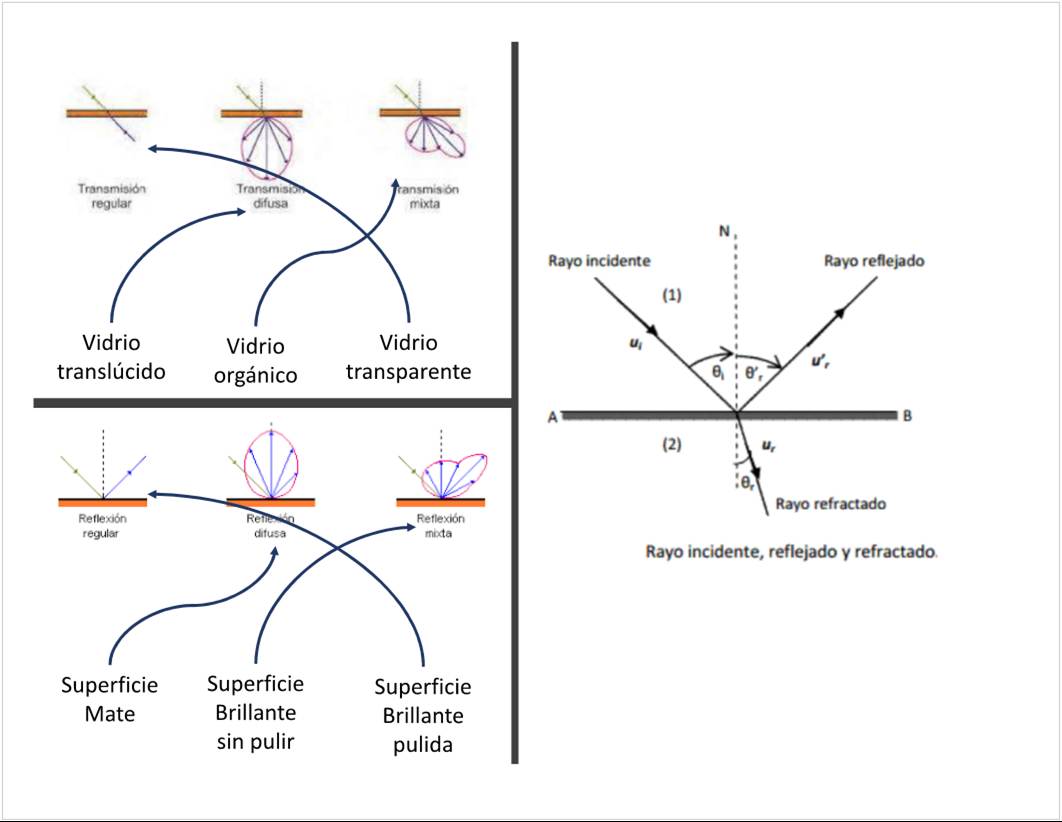 Transmisión
regular
Transmisión
difusa
Transmisión
mixta
Vidrio
translúcido
Vidrio
orgánico
Vidrio
transparente
Reflexión
regular
Reflexión
difusa
Reflexión
mixta
Superficie
Mate
Superficie
Brillante
sin pulir
Superficie
Brillante
pulida
N
Rayo incidente
Rayo reflejado
(1)
uᵢ
u'ᵣ
θᵢ
θ'ᵣ
A
B
(2)
uᵣ
θᵣ
Rayo refractado
Rayo incidente, reflejado y refractado.